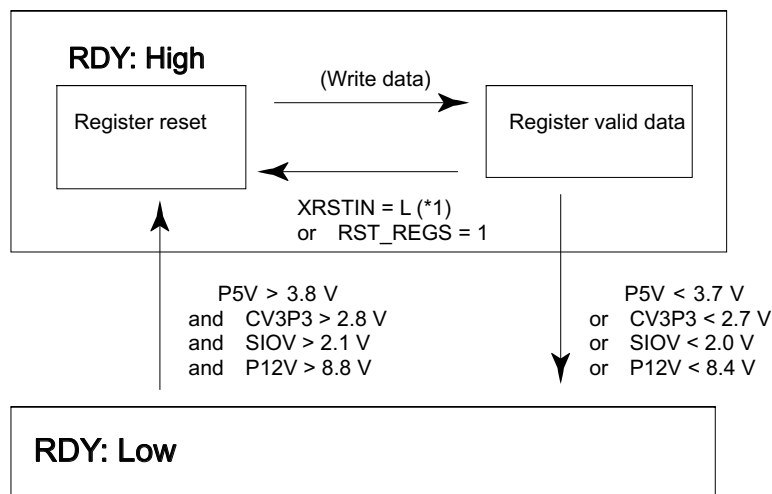 RDY: High
(Write data)
Register reset
Register valid data
XRSTIN = L (*1)
or RST_REGS = 1
P5V > 3.8 V
and CV3P3 > 2.8 V
and SIOV > 2.1 V
and P12V > 8.8 V
P5V < 3.7 V
or CV3P3 < 2.7 V
or SIOV < 2.0 V
or P12V < 8.4 V
RDY: Low